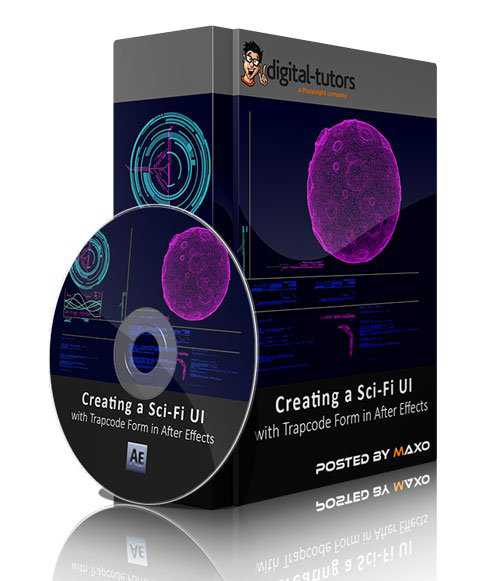 digital-tutors
a Pluralsight company
Creating a Sci-Fi UI
with Trapcode Form in After Effects
POSTED BY MAXO
Creating a Sci-Fi UI
with Trapcode Form in After Effects
AE